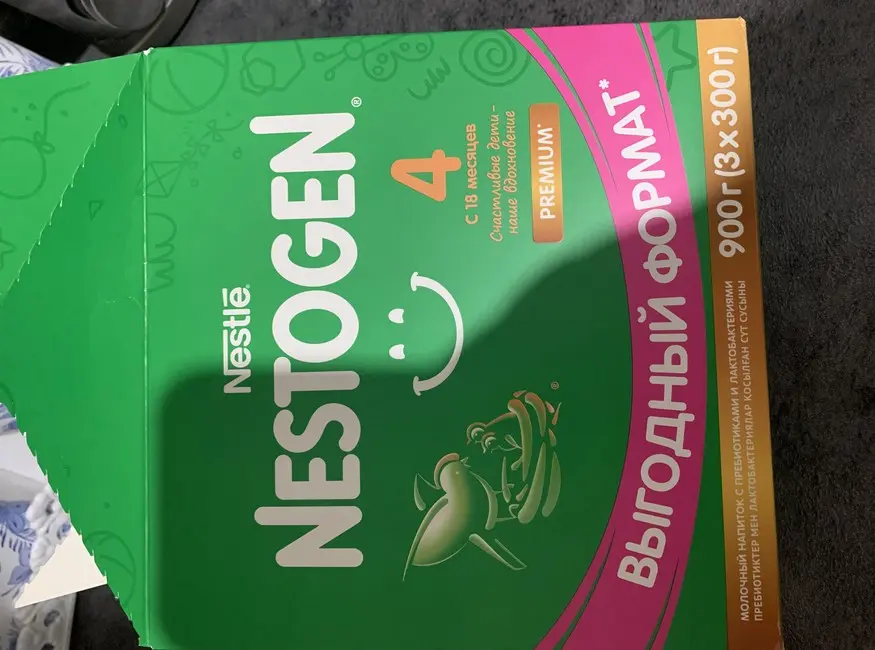 Nestlé®
NESTOGEN®
4
С 18 месяцев
Счастливые дети –
наше вдохновение
PREMIUM*
®
ВЫГОДНЫЙ ФОРМАТ*
900 г (3 x 300 г)
МОЛОЧНЫЙ НАПИТОК С ПРЕБИОТИКАМИ И ЛАКТОБАКТЕРИЯМИ
ПРЕБИОТИКТЕР МЕН ЛАКТОБАКТЕРИЯЛАР ҚОСЫЛҒАН СҮТ СУСЫНЫ